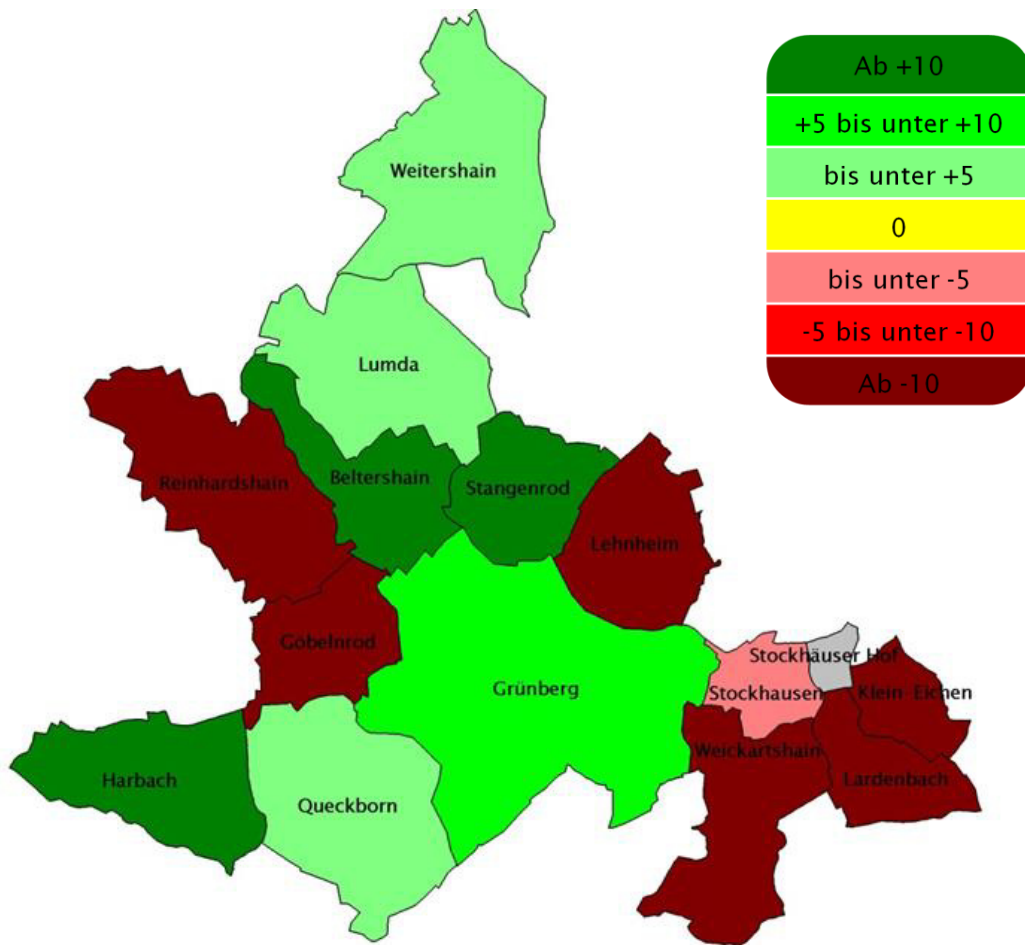 Ab +10
+5 bis unter +10
bis unter +5
0
bis unter -5
-5 bis unter -10
Ab -10
Weitershain
Lumda
Reinhardshain
Beltershain
Stangenrod
Lehnheim
Göbelnrod
Stockhäuser Hof
Grünberg
Stockhausen
Klein-Eichen
Weickartshain
Harbach
Lardenbach
Queckborn